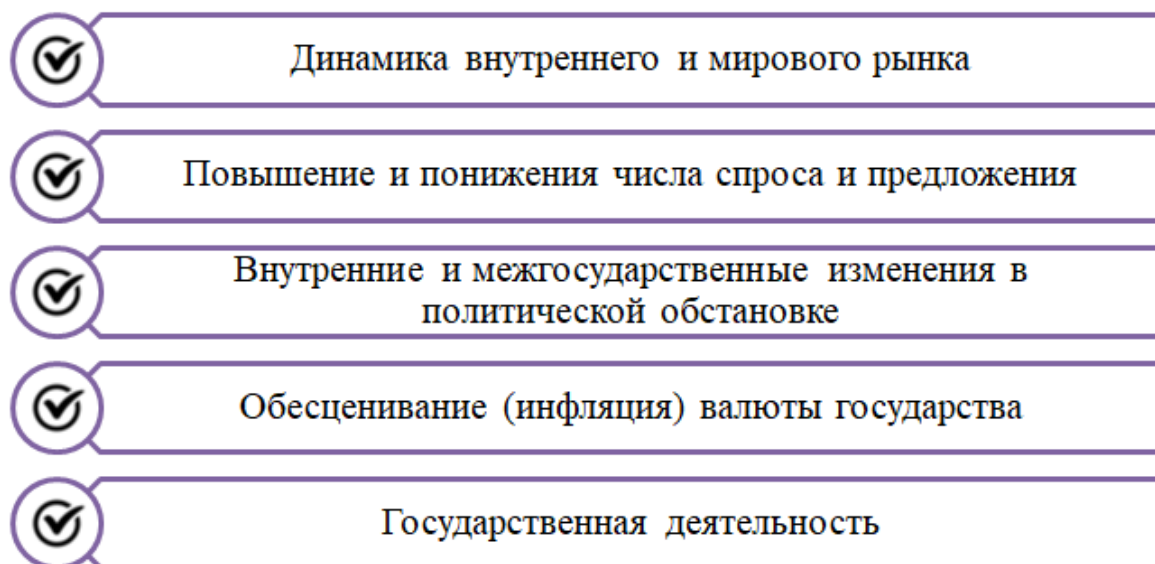 Динамика внутреннего и мирового рынка
Повышение и понижения числа спроса и предложения
Внутренние и межгосударственные изменения в
политической обстановке
Обесценивание (инфляция) валюты государства
Государственная деятельность